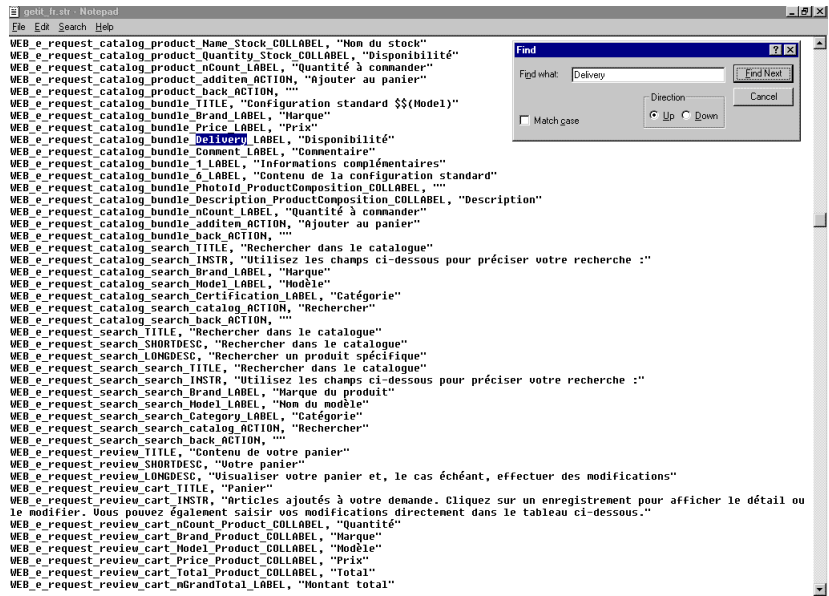 getit_fr.str - Notepad
File Edit Search Help
WEB_e_request_catalog_product_Name_Stock_COLLABEL, "Nom du stock"
WEB_e_request_catalog_product_Quantity_Stock_COLLABEL, "Disponibilité"
WEB_e_request_catalog_product_nCount_LABEL, "Quantité à commander"
WEB_e_request_catalog_product_additem_ACTION, "Ajouter au panier"
WEB_e_request_catalog_product_back_ACTION, ""
WEB_e_request_catalog_bundle_TITLE, "Configuration standard $$(Model)"
WEB_e_request_catalog_bundle_Brand_LABEL, "Marque"
WEB_e_request_catalog_bundle_Price_LABEL, "Prix"
WEB_e_request_catalog_bundle_Delivery_LABEL, "Disponibilité"
WEB_e_request_catalog_bundle_Comment_LABEL, "Commentaire"
WEB_e_request_catalog_bundle_1_LABEL, "Informations complémentaires"
WEB_e_request_catalog_bundle_6_LABEL, "Contenu de la configuration standard"
WEB_e_request_catalog_bundle_PhotoId_ProductComposition_COLLABEL, ""
WEB_e_request_catalog_bundle_Description_ProductComposition_COLLABEL, "Description"
WEB_e_request_catalog_bundle_nCount_LABEL, "Quantité à commander"
WEB_e_request_catalog_bundle_additem_ACTION, "Ajouter au panier"
WEB_e_request_catalog_bundle_back_ACTION, ""
WEB_e_request_catalog_search_TITLE, "Rechercher dans le catalogue"
WEB_e_request_catalog_search_INSTR, "Utilisez les champs ci-dessous pour préciser votre recherche :"
WEB_e_request_catalog_search_Brand_LABEL, "Marque"
WEB_e_request_catalog_search_Model_LABEL, "Modèle"
WEB_e_request_catalog_search_Certification_LABEL, "Catégorie"
WEB_e_request_catalog_search_catalog_ACTION, "Rechercher"
WEB_e_request_catalog_search_back_ACTION, ""
WEB_e_request_search_TITLE, "Rechercher dans le catalogue"
WEB_e_request_search_SHORTDESC, "Rechercher dans le catalogue"
WEB_e_request_search_LONGDESC, "Rechercher un produit spécifique"
WEB_e_request_search_search_TITLE, "Rechercher dans le catalogue"
WEB_e_request_search_search_INSTR, "Utilisez les champs ci-dessous pour préciser votre recherche :"
WEB_e_request_search_search_Brand_LABEL, "Marque du produit"
WEB_e_request_search_search_Model_LABEL, "Nom du modèle"
WEB_e_request_search_search_Category_LABEL, "Catégorie"
WEB_e_request_search_search_catalog_ACTION, "Rechercher"
WEB_e_request_search_search_back_ACTION, ""
WEB_e_request_review_TITLE, "Contenu de votre panier"
WEB_e_request_review_SHORTDESC, "Votre panier"
WEB_e_request_review_LONGDESC, "Visualiser votre panier et, le cas échéant, effectuer des modifications"
WEB_e_request_review_cart_TITLE, "Panier"
WEB_e_request_review_cart_INSTR, "Articles ajoutés à votre demande. Cliquez sur un enregistrement pour afficher le détail ou
le modifier. Vous pouvez également saisir vos modifications directement dans le tableau ci-dessous."
WEB_e_request_review_cart_nCount_Product_COLLABEL, "Quantité"
WEB_e_request_review_cart_Brand_Product_COLLABEL, "Marque"
WEB_e_request_review_cart_Model_Product_COLLABEL, "Modèle"
WEB_e_request_review_cart_Price_Product_COLLABEL, "Prix"
WEB_e_request_review_cart_Total_Product_COLLABEL, "Total"
WEB_e_request_review_cart_mGrandTotal_LABEL, "Montant total"
Find
Find what: Delivery
Find Next
Cancel
Direction
Match case
Up Down